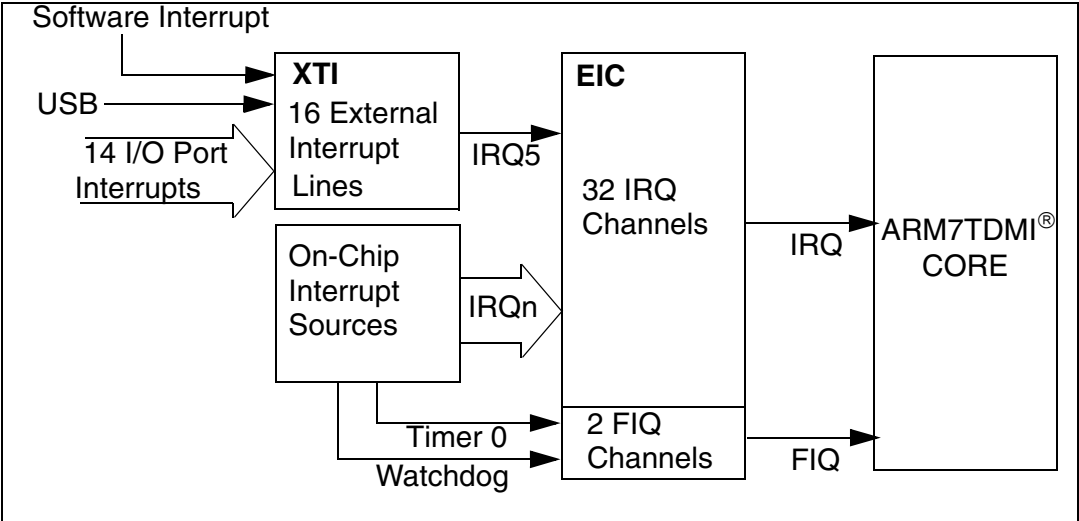 Software Interrupt
USB
14 I/O Port
Interrupts
XTI
16 External
Interrupt
Lines
IRQ5
On-Chip
Interrupt
Sources
IRQn
Timer 0
Watchdog
EIC
32 IRQ
Channels
2 FIQ
Channels
IRQ
FIQ
ARM7TDMI®
CORE